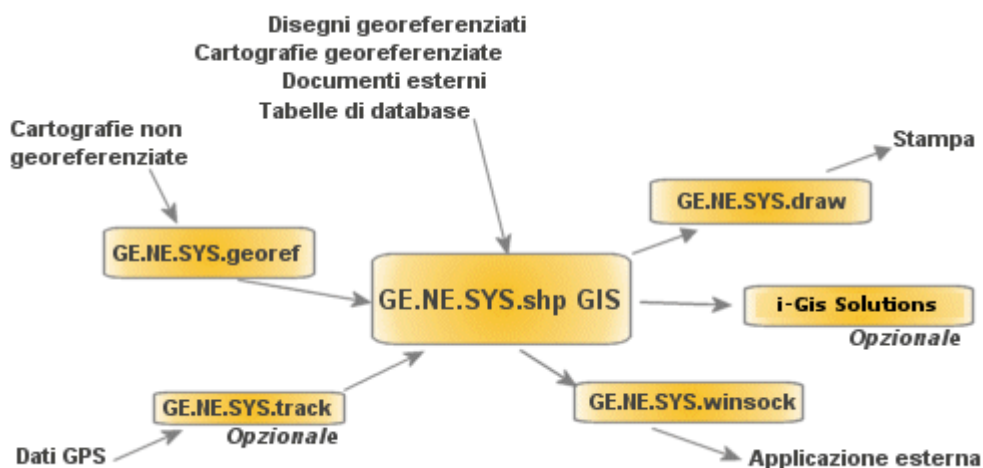 Disegni georeferenziati
Cartografie georeferenziate
Documenti esterni
Tabelle di database
Cartografie non
georeferenziate
Stampa
GE.NE.SYS.draw
GE.NE.SYS.georef
GE.NE.SYS.shp GIS
i-Gis Solutions
Opzionale
GE.NE.SYS.track
Opzionale
GE.NE.SYS.winsock
Dati GPS
Applicazione esterna